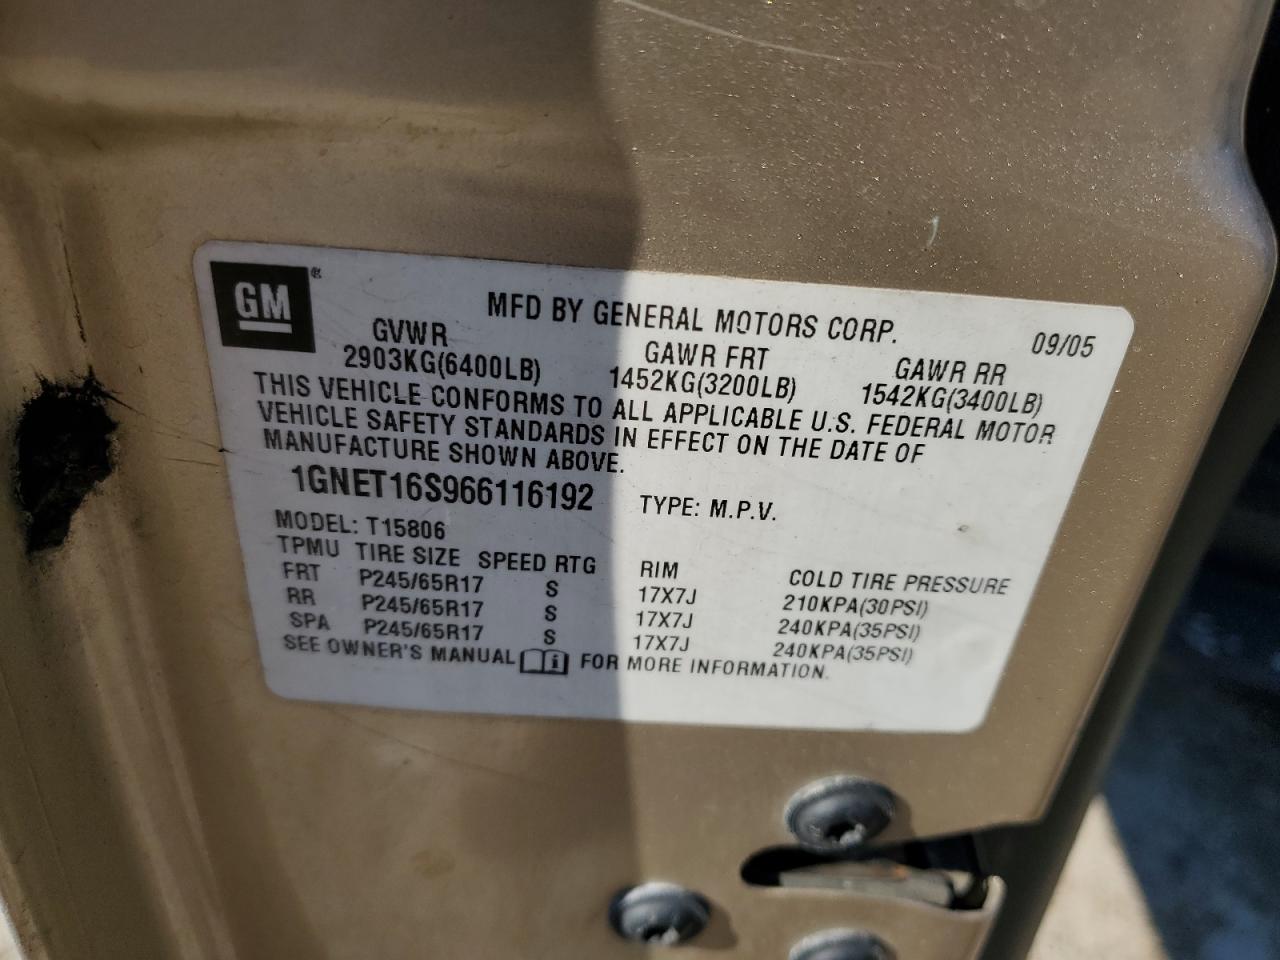 GM ®
MFD BY GENERAL MOTORS CORP. 09/05
GVWR GAWR FRT GAWR RR
2903KG(6400LB) 1452KG(3200LB) 1542KG(3400LB)
THIS VEHICLE CONFORMS TO ALL APPLICABLE U.S. FEDERAL MOTOR
VEHICLE SAFETY STANDARDS IN EFFECT ON THE DATE OF
MANUFACTURE SHOWN ABOVE.
1GNET16S966116192 TYPE: M.P.V.
MODEL: T15806
TPMU TIRE SIZE SPEED RTG RIM COLD TIRE PRESSURE
FRT P245/65R17 S 17X7J 210KPA(30PSI)
RR P245/65R17 S 17X7J 240KPA(35PSI)
SPA P245/65R17 S 17X7J 240KPA(35PSI)
SEE OWNER'S MANUAL i FOR MORE INFORMATION.